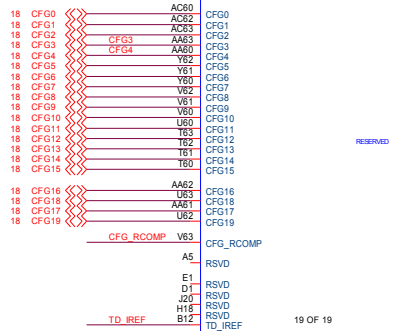 18 CFG0 AC60 CFG0
18 CFG1 AC62 CFG1
18 CFG2 AC63 CFG2
18 CFG3 CFG3 AA63 CFG3
18 CFG4 CFG4 AA60 CFG4
18 CFG5 Y62 CFG5
18 CFG6 Y61 CFG6
18 CFG7 Y60 CFG7
18 CFG8 V62 CFG8
18 CFG9 V61 CFG9
18 CFG10 V60 CFG10
18 CFG11 U60 CFG11
18 CFG12 T63 CFG12
18 CFG13 T62 CFG13
18 CFG14 T61 CFG14
18 CFG15 T60 CFG15
RESERVED
18 CFG16 AA62 CFG16
18 CFG18 U63 CFG18
18 CFG17 AA61 CFG17
18 CFG19 U62 CFG19
CFG_RCOMP V63 CFG_RCOMP
A5 RSVD
E1 RSVD
D1 RSVD
J20 RSVD
H18 RSVD
TD_IREF B12 TD_IREF
19 OF 19